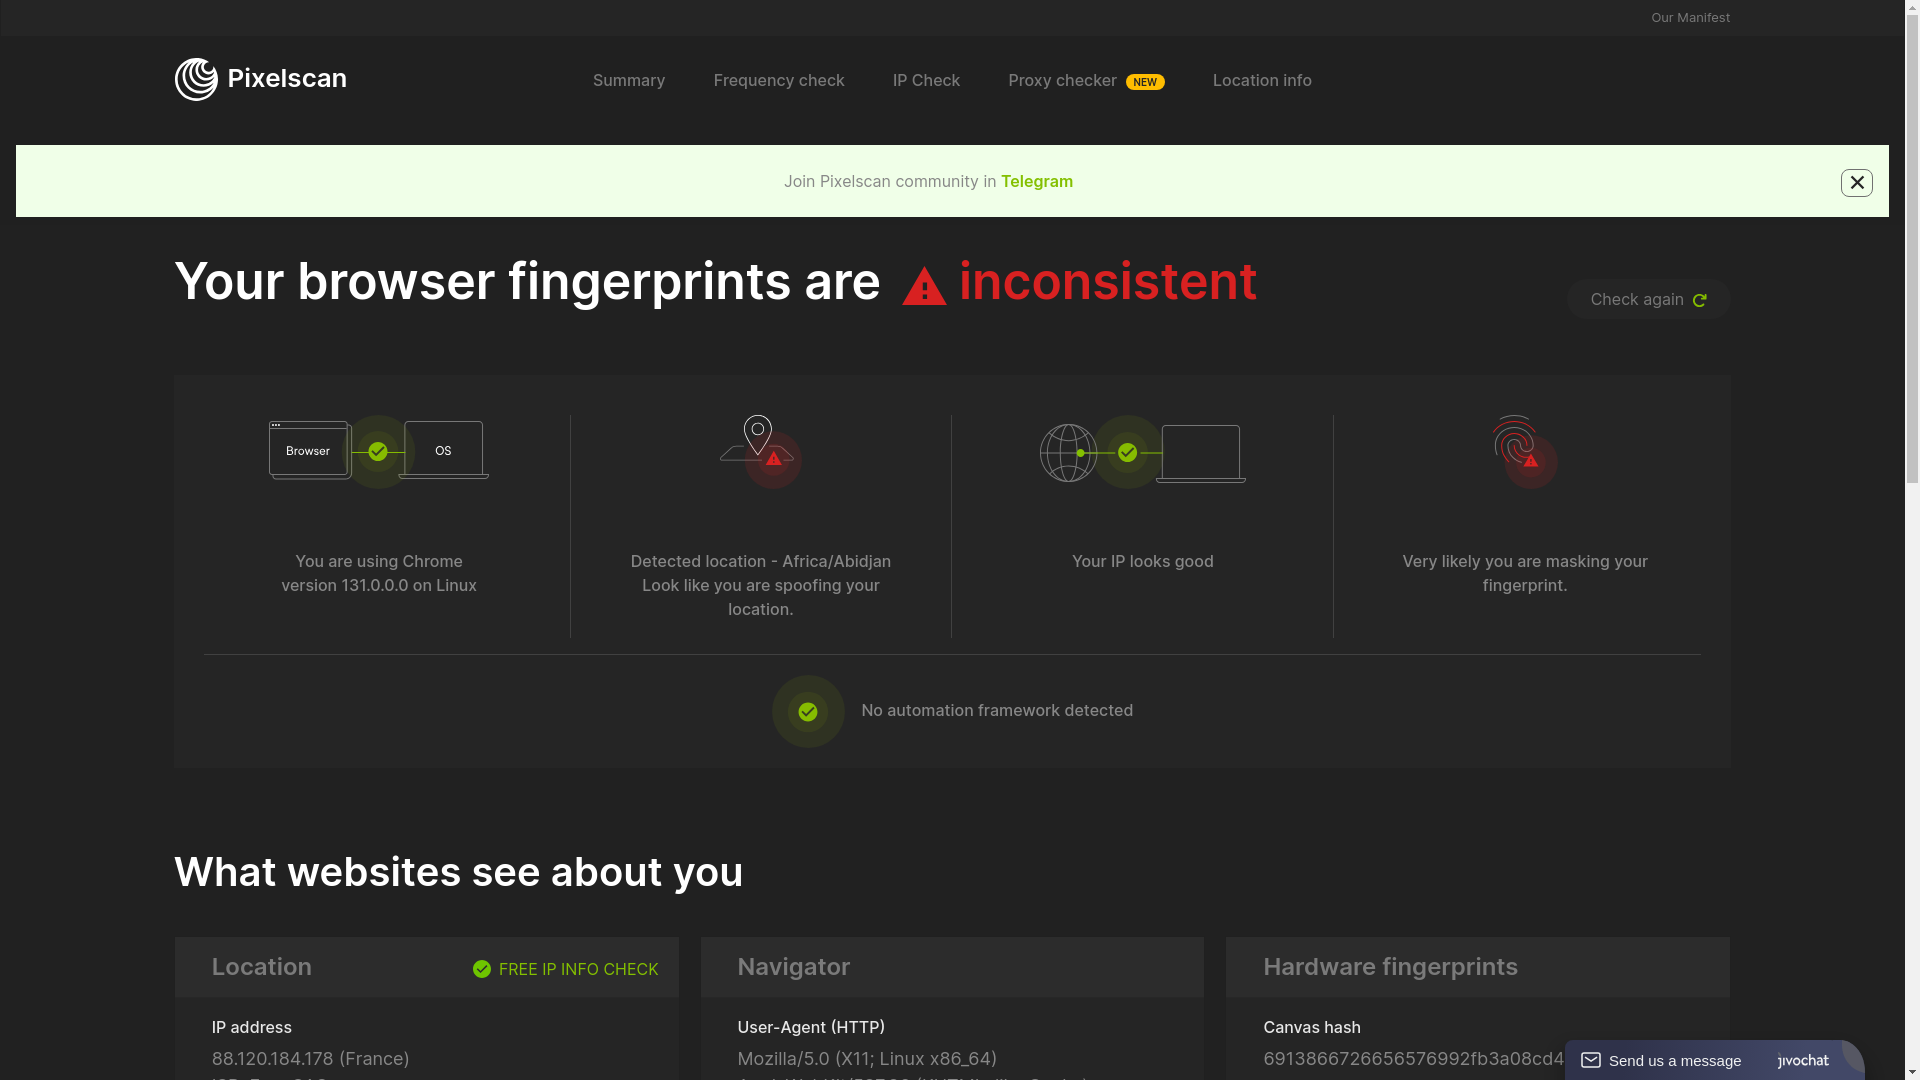 Our Manifest
Pixelscan
Summary
Frequency check
IP Check
Proxy checker NEW
Location info
Join Pixelscan community in Telegram
Your browser fingerprints are inconsistent
Check again
Browser
OS
You are using Chrome
version 131.0.0.0 on Linux
Detected location - Africa/Abidjan
Look like you are spoofing your
location.
Your IP looks good
Very likely you are masking your
fingerprint.
No automation framework detected
What websites see about you
Location
FREE IP INFO CHECK
IP address
88.120.184.178 (France)
Navigator
User-Agent (HTTP)
Mozilla/5.0 (X11; Linux x86_64)
Hardware fingerprints
Canvas hash
6913866726656576992fb3a08cd4
Send us a message
jivochat